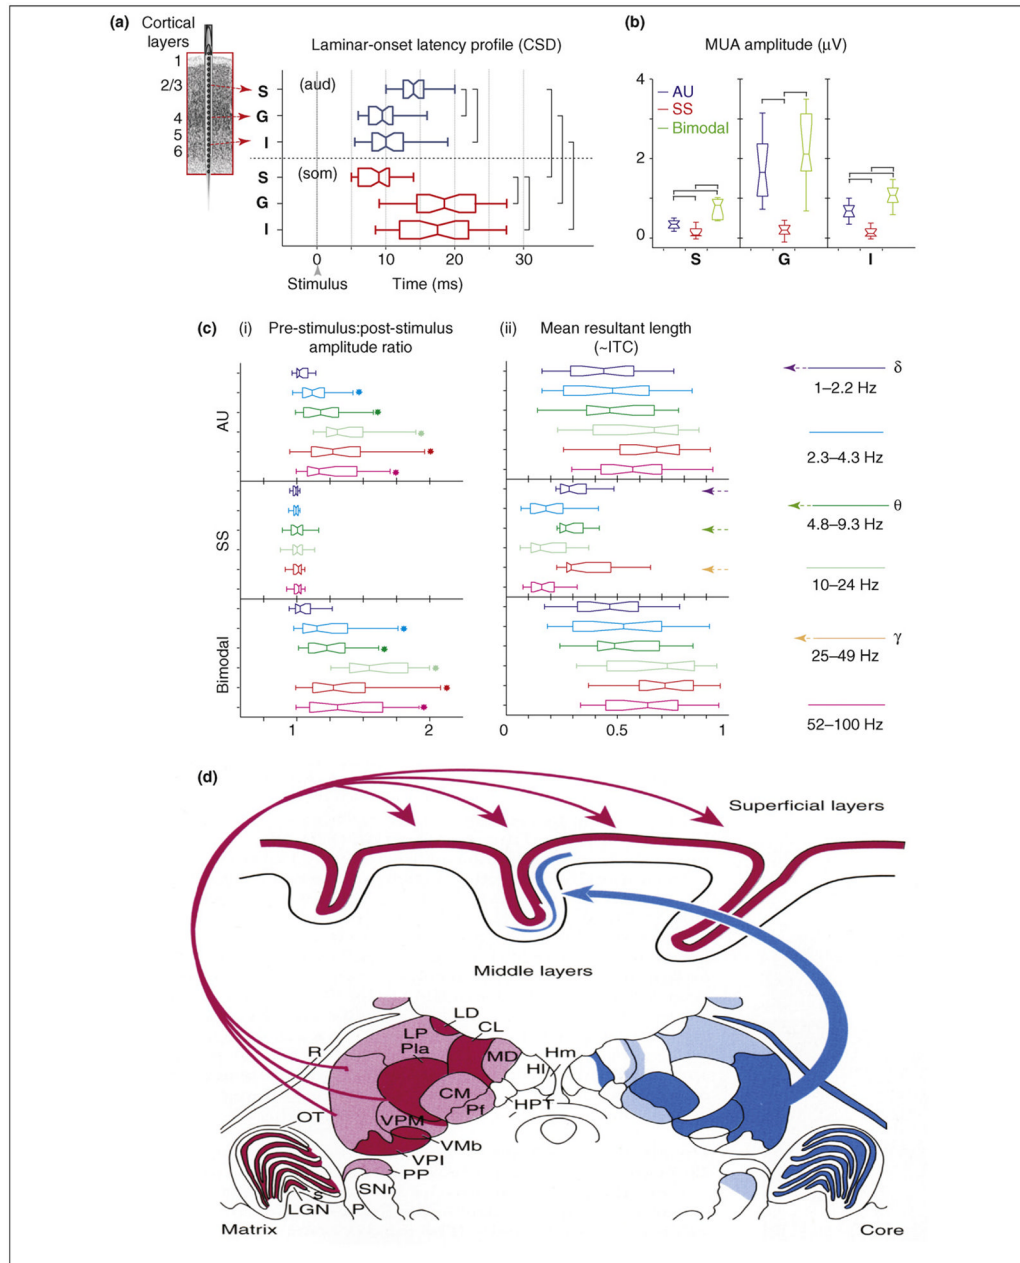 (a)
Cortical
layers
1
2/3
4
5
6
Laminar-onset latency profile (CSD)
(aud)
S
G
I
(som)
S
G
I
0
10
20
30
Stimulus
Time (ms)
(b)
MUA amplitude (μV)
4
2
0
AU
SS
Bimodal
S
G
I
(c)
(i)
Pre-stimulus:post-stimulus
amplitude ratio
(ii)
Mean resultant length
(~ITC)
AU
SS
Bimodal
1
2
0
0.5
1
δ
1–2.2 Hz
2.3–4.3 Hz
θ
4.8–9.3 Hz
10–24 Hz
γ
25–49 Hz
52–100 Hz
(d)
Superficial layers
Middle layers
LD
LP
CL
Pla
MD
R
Hm
Hl
CM
Pf
HPT
OT
VPM
VMb
VPI
PP
SNr
s
LGN
P
Matrix
Core